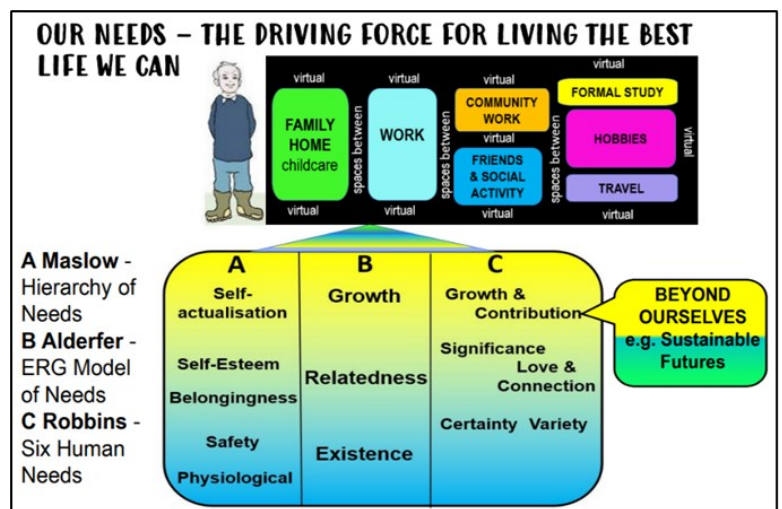 OUR NEEDS – THE DRIVING FORCE FOR LIVING THE BEST
LIFE WE CAN
virtual
virtual
virtual
virtual
FAMILY
HOME
childcare
spaces between
WORK
spaces between
COMMUNITY
WORK
virtual
FRIENDS
& SOCIAL
ACTIVITY
spaces between
FORMAL STUDY
HOBBIES
TRAVEL
virtual
virtual
virtual
virtual
virtual
A Maslow -
Hierarchy of
Needs
B Alderfer -
ERG Model
of Needs
C Robbins -
Six Human
Needs
A
Self-
actualisation
Self-Esteem
Belongingness
Safety
Physiological
B
Growth
Relatedness
Existence
C
Growth &
Contribution
Significance
Love &
Connection
Certainty Variety
BEYOND
OURSELVES
e.g. Sustainable
Futures